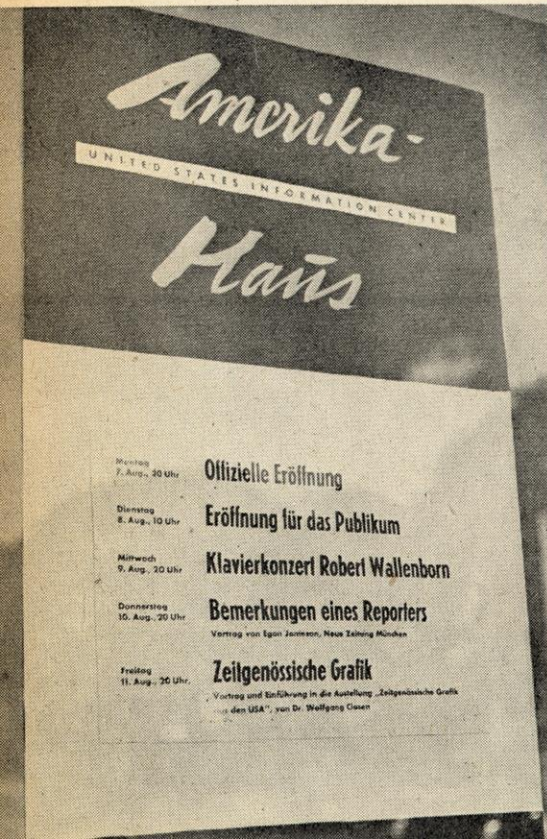 Amerika-
UNITED STATES INFORMATION CENTER
Haus
Montag
7. Aug., 20 Uhr
Offizielle Eröffnung
Dienstag
8. Aug., 10 Uhr
Eröffnung für das Publikum
Mittwoch
9. Aug., 20 Uhr
Klavierkonzert Robert Wallenborn
Donnerstag
10. Aug., 20 Uhr
Bemerkungen eines Reporters
Vortrag von Egon Jameson, Neue Zeitung München
Freitag
11. Aug., 20 Uhr,
Zeitgenössische Grafik
Vortrag und Einführung in die Austellung „Zeitgenössische Grafik
aus den USA", von Dr. Wolfgang Clasen